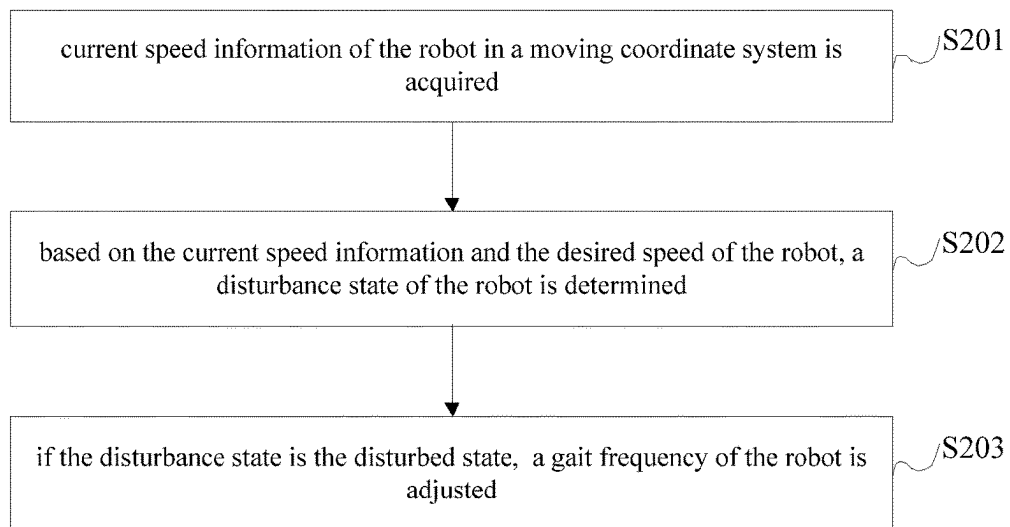 current speed information of the robot in a moving coordinate system is
acquired
S201
based on the current speed information and the desired speed of the robot, a
disturbance state of the robot is determined
S202
if the disturbance state is the disturbed state, a gait frequency of the robot is
adjusted
S203